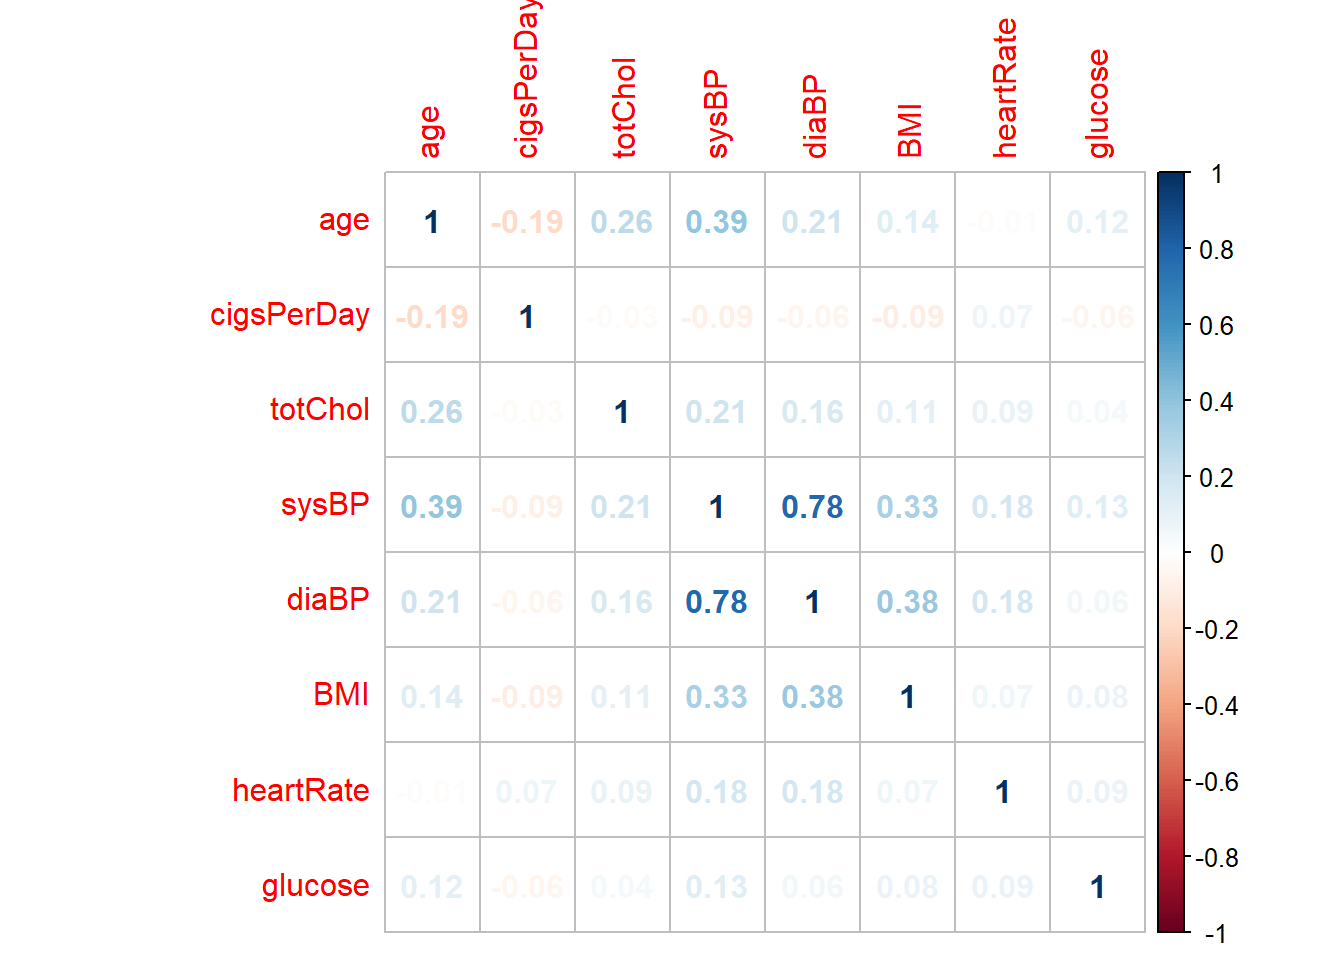 age cigsPerDay totChol sysBP diaBP BMI heartRate glucose
age 1 -0.19 0.26 0.39 0.21 0.14 -0.01 0.12
cigsPerDay -0.19 1 -0.03 -0.09 -0.06 -0.09 0.07 -0.06
totChol 0.26 -0.03 1 0.21 0.16 0.11 0.09 0.04
sysBP 0.39 -0.09 0.21 1 0.78 0.33 0.18 0.13
diaBP 0.21 -0.06 0.16 0.78 1 0.38 0.18 0.06
BMI 0.14 -0.09 0.11 0.33 0.38 1 0.07 0.08
heartRate -0.01 0.07 0.09 0.18 0.18 0.07 1 0.09
glucose 0.12 -0.06 0.04 0.13 0.06 0.08 0.09 1
1
0.8
0.6
0.4
0.2
0
-0.2
-0.4
-0.6
-0.8
-1